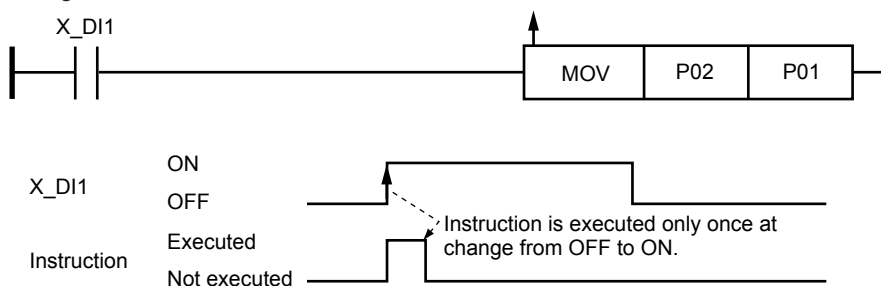 X_DI1
MOV P02 P01
X_DI1
ON
OFF
Instruction is executed only once at
change from OFF to ON.
Instruction
Executed
Not executed